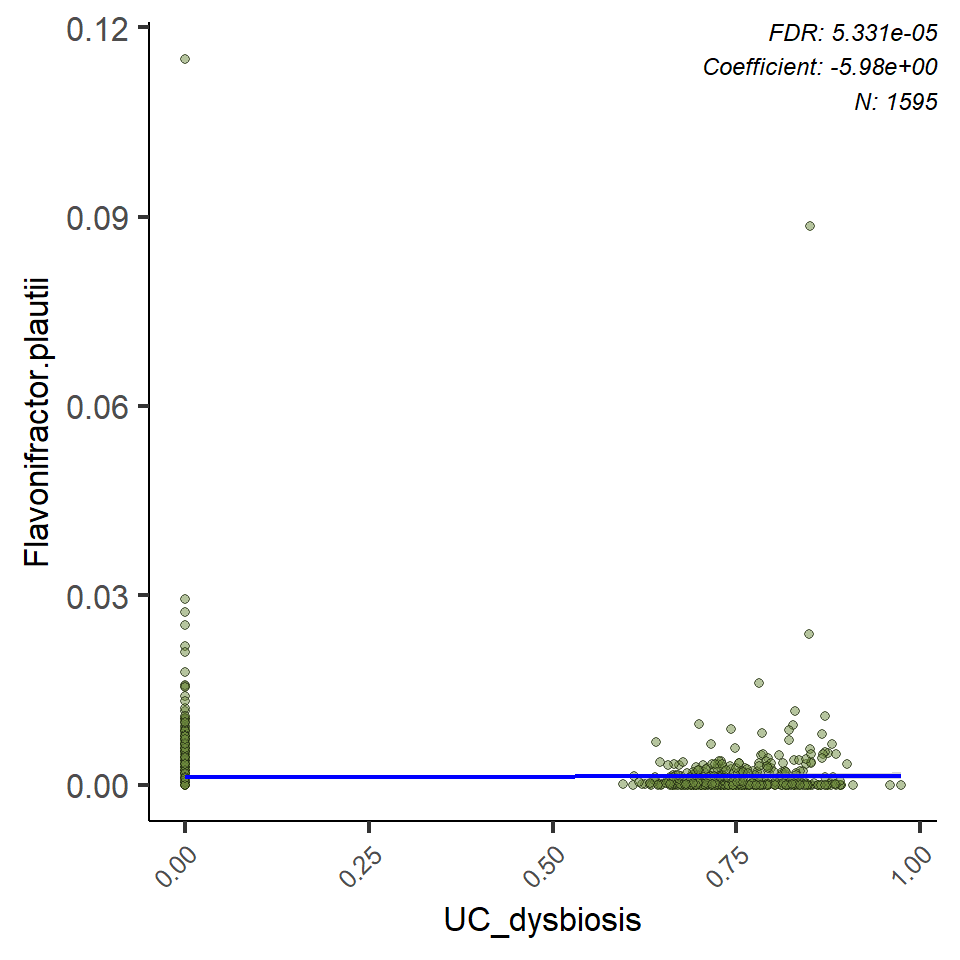 FDR: 5.331e-05
Coefficient: -5.98e+00
N: 1595
0.12
0.09
0.06
0.03
0.00
Flavonifractor.plautii
0.00
0.25
0.50
0.75
1.00
UC_dysbiosis